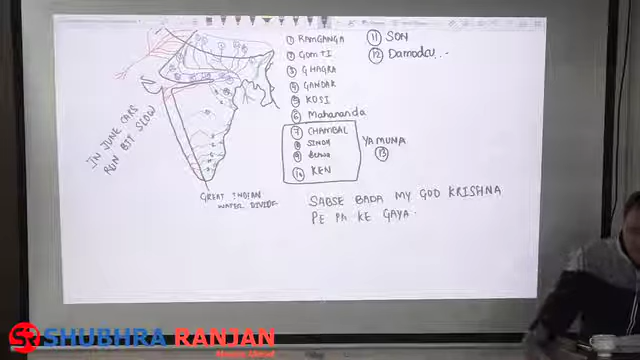 ① RAMGANGA
② GOMTI
③ GHAGRA
④ GANDAK
⑤ KOSI
⑥ Mahananda
⑦ CHAMBAL
⑧ SINDH
⑨ Betwa
⑩ KEN
⑪ SON
⑫ Damodar...
YAMUNA
⑬
IN JUNE CARS
RUN BIT SLOW
GREAT INDIAN
WATER DIVIDE
SABSE BADA MY GOD KRISHNA
PE PA KE GAYA.
SR SHUBHRA RANJAN